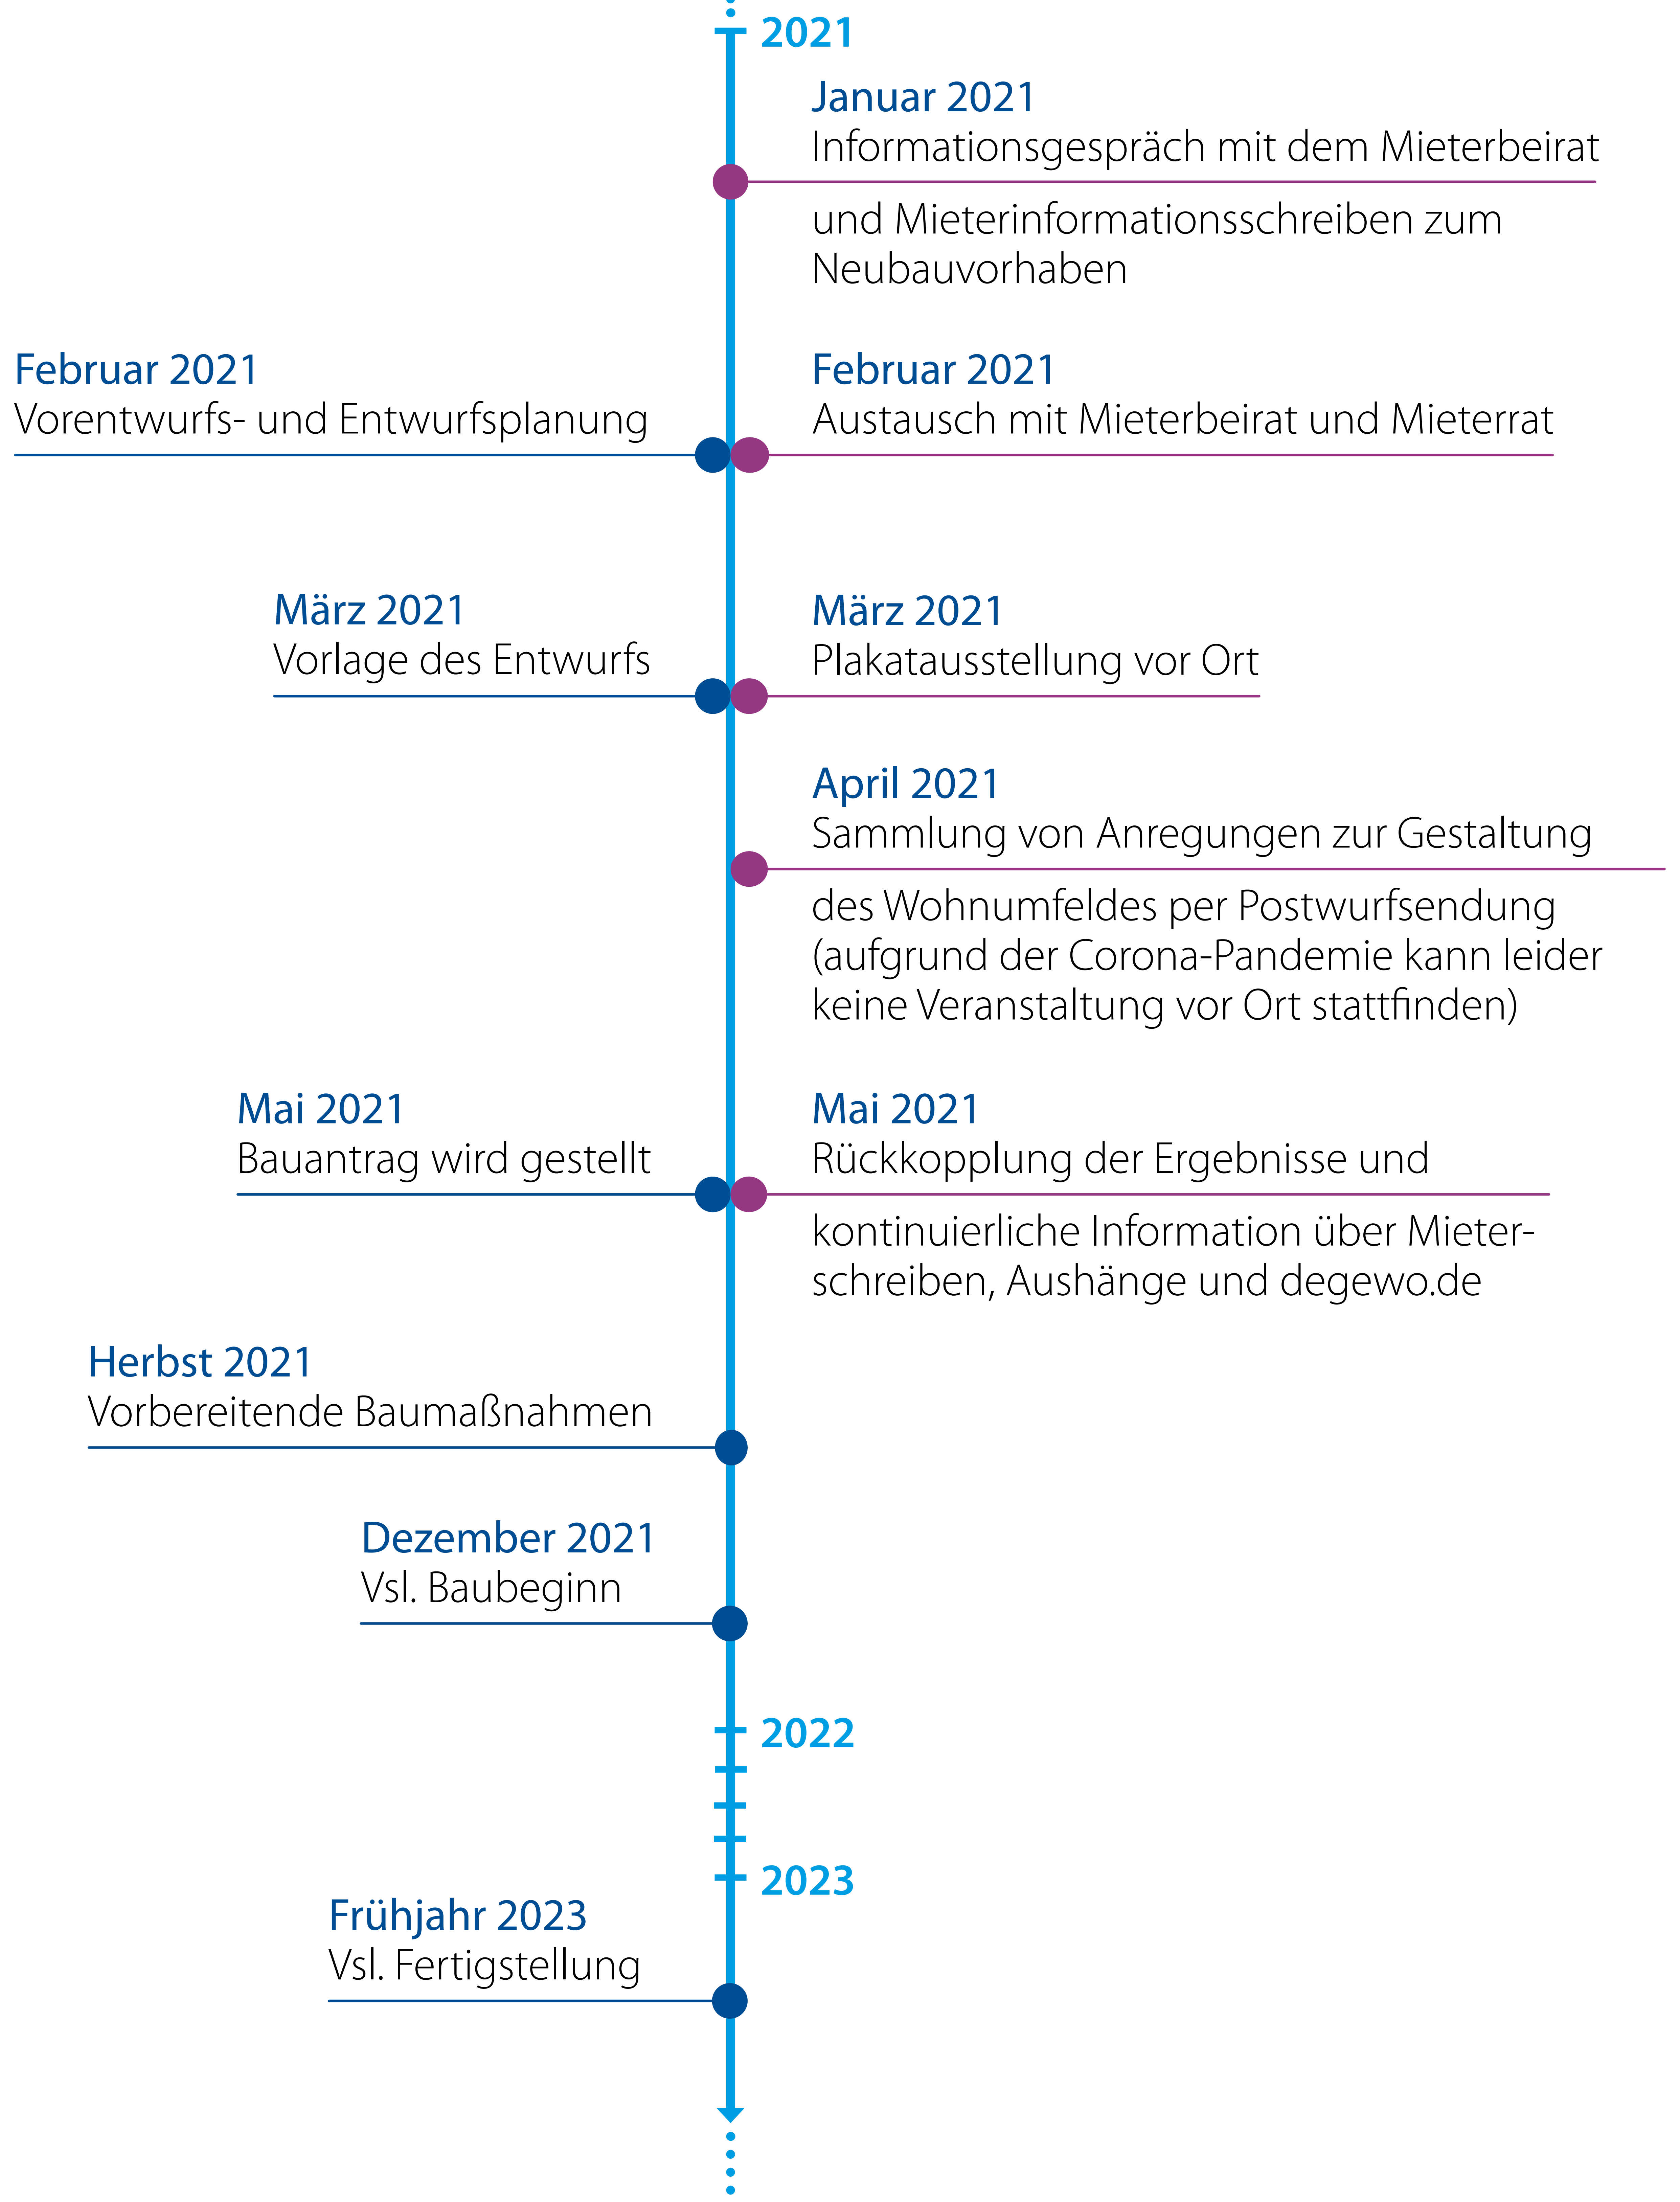 2021
Januar 2021
Informationsgespräch mit dem Mieterbeirat
und Mieterinformationsschreiben zum
Neubauvorhaben
Februar 2021
Vorentwurfs- und Entwurfsplanung
Februar 2021
Austausch mit Mieterbeirat und Mieterrat
März 2021
Vorlage des Entwurfs
März 2021
Plakatausstellung vor Ort
April 2021
Sammlung von Anregungen zur Gestaltung
des Wohnumfeldes per Postwurfsendung
(aufgrund der Corona-Pandemie kann leider
keine Veranstaltung vor Ort stattfinden)
Mai 2021
Bauantrag wird gestellt
Mai 2021
Rückkopplung der Ergebnisse und
kontinuierliche Information über Mieter-
schreiben, Aushänge und degewo.de
Herbst 2021
Vorbereitende Baumaßnahmen
Dezember 2021
Vsl. Baubeginn
2022
2023
Frühjahr 2023
Vsl. Fertigstellung